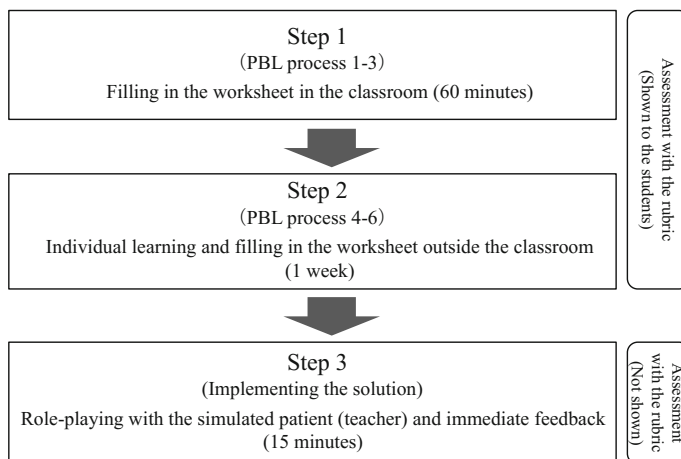 Step 1
(PBL process 1-3)
Filling in the worksheet in the classroom (60 minutes)
Step 2
(PBL process 4-6)
Individual learning and filling in the worksheet outside the classroom
(1 week)
Assessment with the rubric
(Shown to the students)
Step 3
(Implementing the solution)
Role-playing with the simulated patient (teacher) and immediate feedback
(15 minutes)
Assessment
with the rubric
(Not shown)